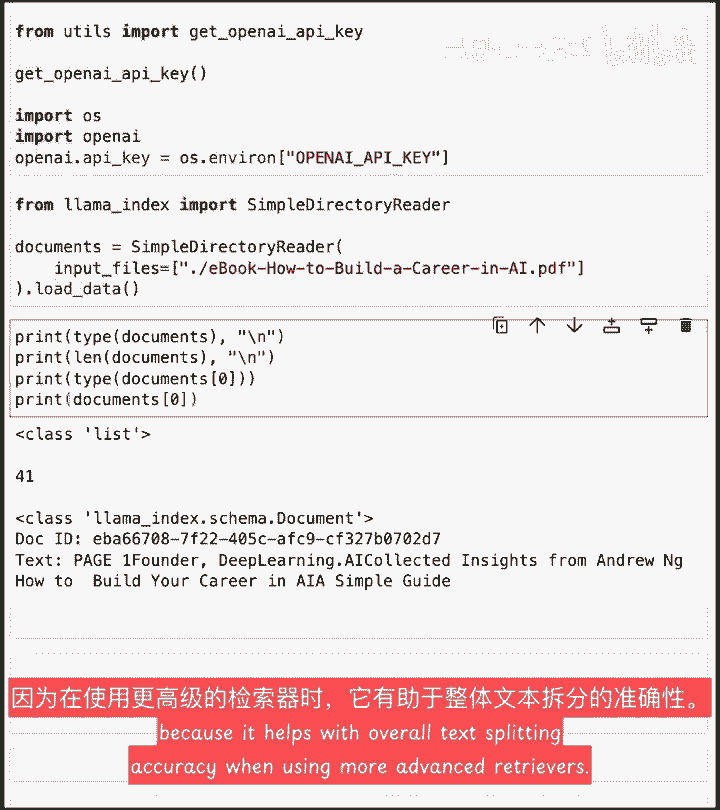 from utils import get_openai_api_key
get_openai_api_key()
import os
import openai
openai.api_key = os.environ["OPENAI_API_KEY"]
from llama_index import SimpleDirectoryReader
documents = SimpleDirectoryReader(
    input_files=["./eBook-How-to-Build-a-Career-in-AI.pdf"]
).load_data()
print(type(documents), "\n")
print(len(documents), "\n")
print(type(documents[0]))
print(documents[0])
<class 'list'>
41
<class 'llama_index.schema.Document'>
Doc ID: eba66708-7f22-405c-afc9-cf327b0702d7
Text: PAGE 1Founder, DeepLearning.AICollected Insights from Andrew Ng
How to  Build Your Career in AIA Simple Guide
因为在使用更高级的检索器时，它有助于整体文本拆分的准确性。
because it helps with overall text splitting
accuracy when using more advanced retrievers.